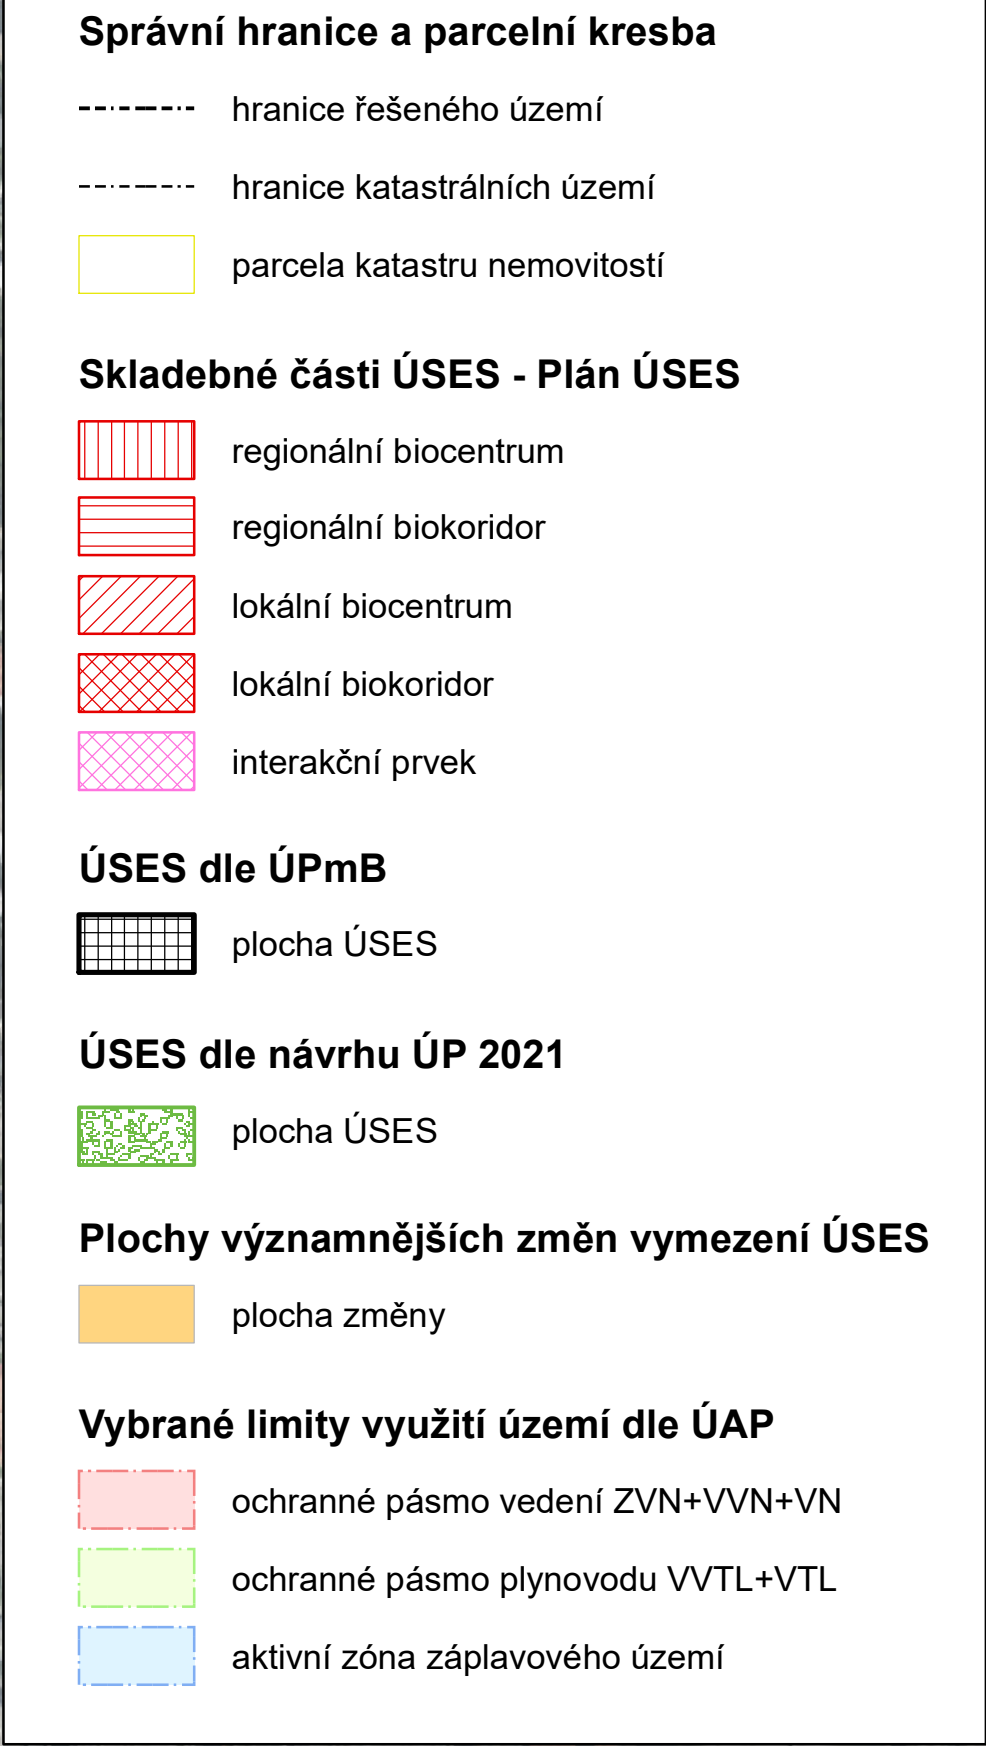 Správní hranice a parcelní kresba
hranice řešeného území
hranice katastrálních území
parcela katastru nemovitostí
Skladebné části ÚSES - Plán ÚSES
regionální biocentrum
regionální biokoridor
lokální biocentrum
lokální biokoridor
interakční prvek
ÚSES dle ÚPmB
plocha ÚSES
ÚSES dle návrhu ÚP 2021
plocha ÚSES
Plochy významnějších změn vymezení ÚSES
plocha změny
Vybrané limity využití území dle ÚAP
ochranné pásmo vedení ZVN+VVN+VN
ochranné pásmo plynovodu VVTL+VTL
aktivní zóna záplavového území